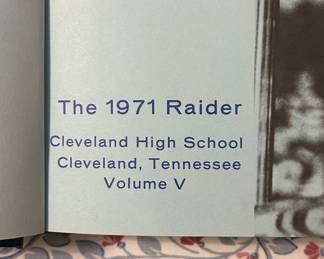 The 1971 Raider
Cleveland High School
Cleveland, Tennessee
Volume V